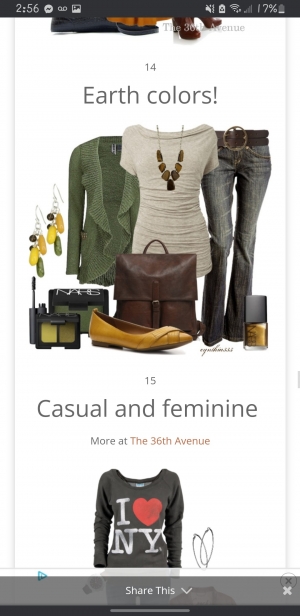 2:56
17%
The 36th Avenue
14
Earth colors!
NARS
cynthia335
15
Casual and feminine
More at The 36th Avenue
I
NY
Share This